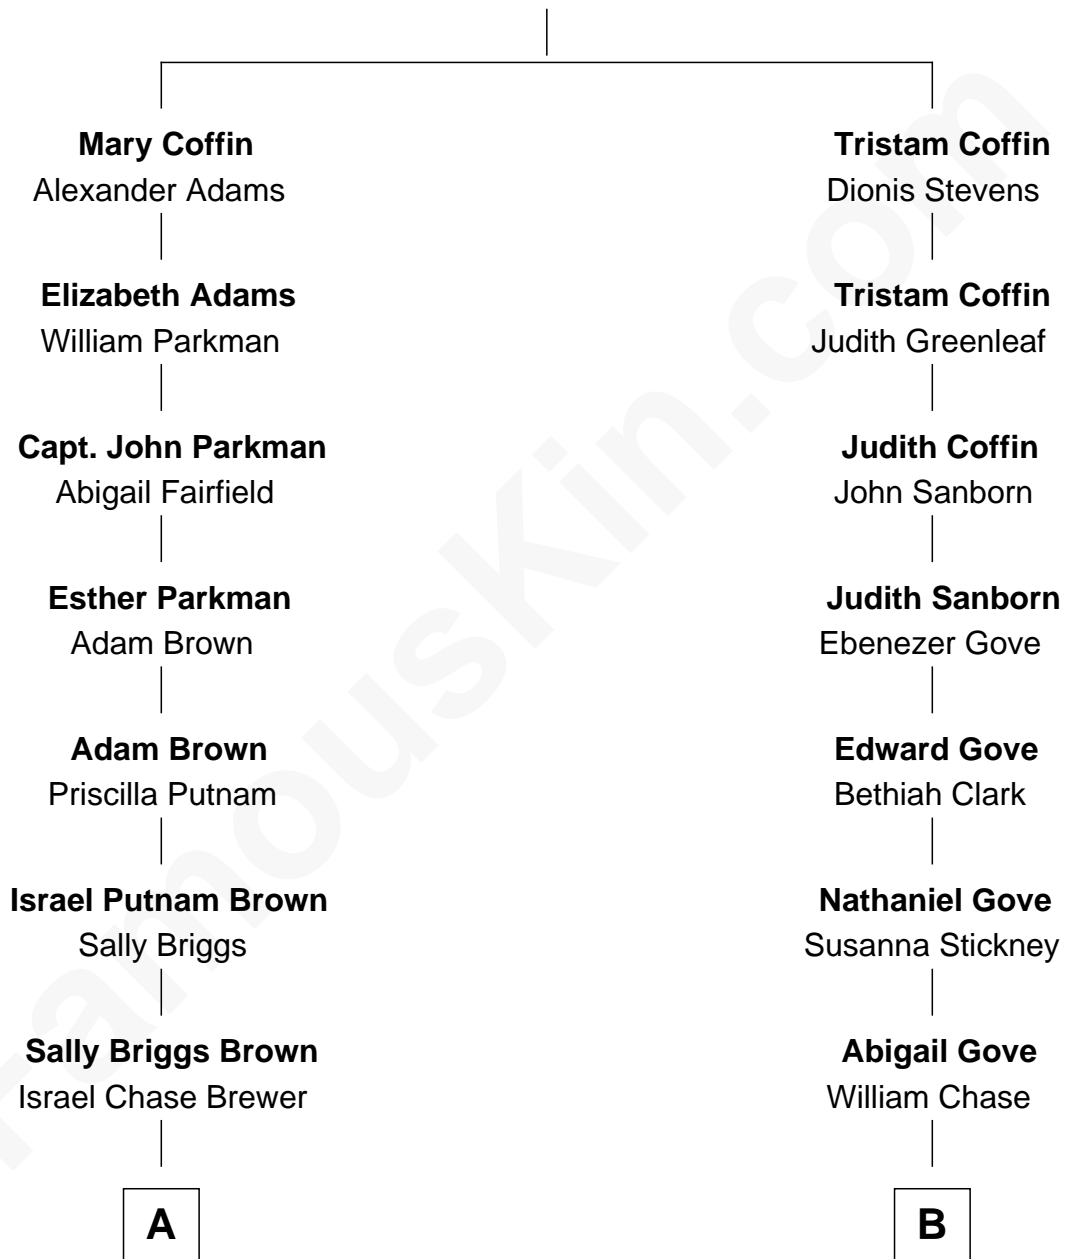 Mary Coffin
Alexander Adams
Elizabeth Adams
William Parkman
Capt. John Parkman
Abigail Fairfield
Esther Parkman
Adam Brown
Adam Brown
Priscilla Putnam
Israel Putnam Brown
Sally Briggs
Sally Briggs Brown
Israel Chase Brewer
A
Tristam Coffin
Dionis Stevens
Tristam Coffin
Judith Greenleaf
Judith Coffin
John Sanborn
Judith Sanborn
Ebenezer Gove
Edward Gove
Bethiah Clark
Nathaniel Gove
Susanna Stickney
Abigail Gove
William Chase
B
FamousKin.com